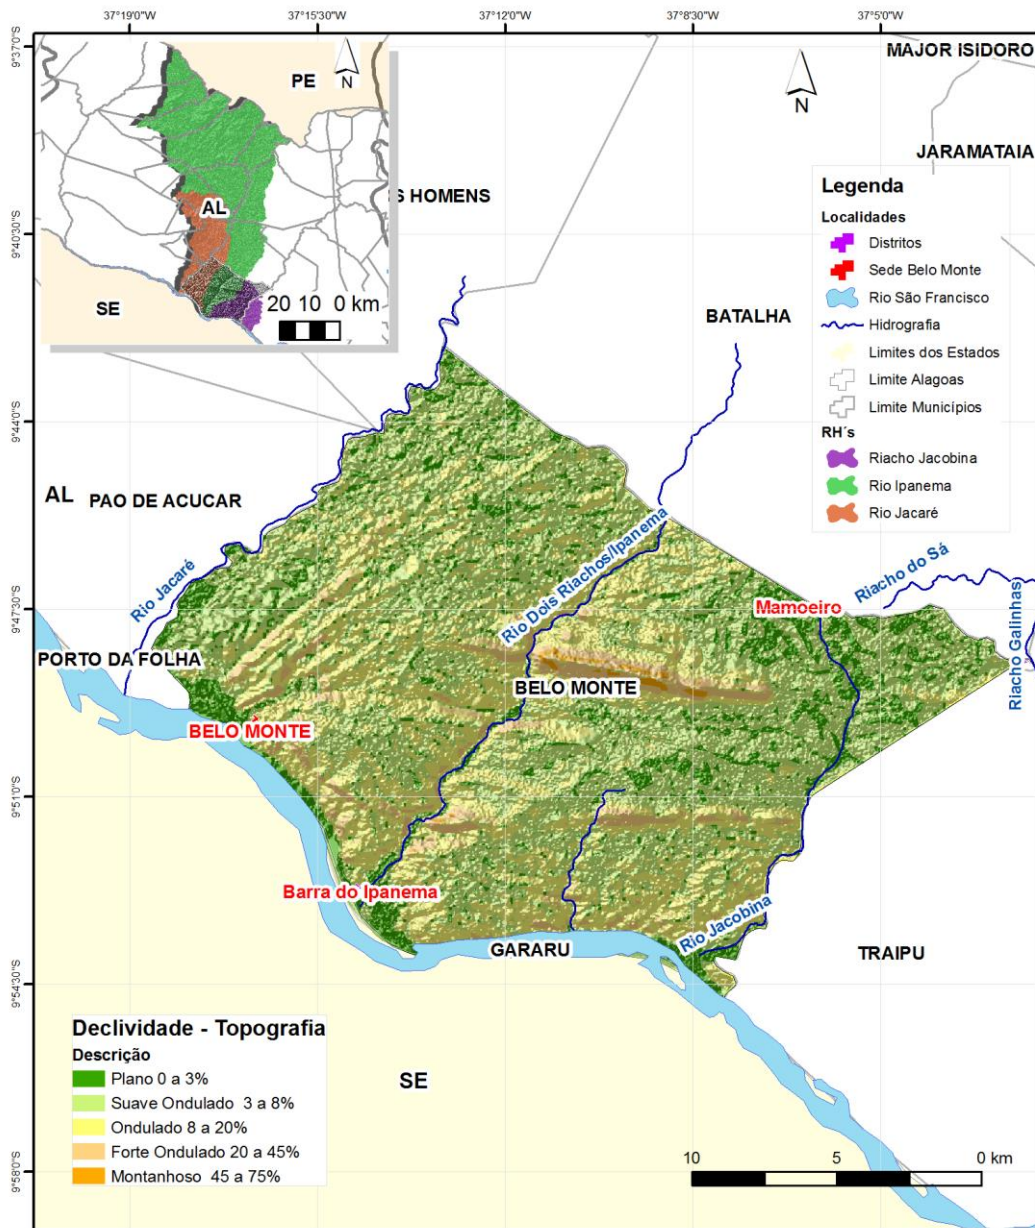 37°19'0"W
37°15'30"W
37°12'0"W
37°8'30"W
37°5'0"W
9°37'0"S
9°40'30"S
9°44'0"S
9°47'30"S
9°51'0"S
9°54'30"S
9°58'0"S
PE
N
AL
SE
20 10 0 km
N
MAJOR ISIDORO
JARAMATAIA
S HOMENS
BATALHA
Legenda
Localidades
Distritos
Sede Belo Monte
Rio São Francisco
Hidrografia
Limites dos Estados
Limite Alagoas
Limite Municípios
RH´s
Riacho Jacobina
Rio Ipanema
Rio Jacaré
AL
PAO DE ACUCAR
Rio Jacaré
Rio Dois Riachos/Ipanema
Riacho do Sá
Riacho Galinhas
Mamoeiro
PORTO DA FOLHA
BELO MONTE
BELO MONTE
Barra do Ipanema
Rio Jacobina
GARARU
TRAIPU
SE
Declividade - Topografia
Descrição
Plano 0 a 3%
Suave Ondulado 3 a 8%
Ondulado 8 a 20%
Forte Ondulado 20 a 45%
Montanhoso 45 a 75%
10 5 0 km